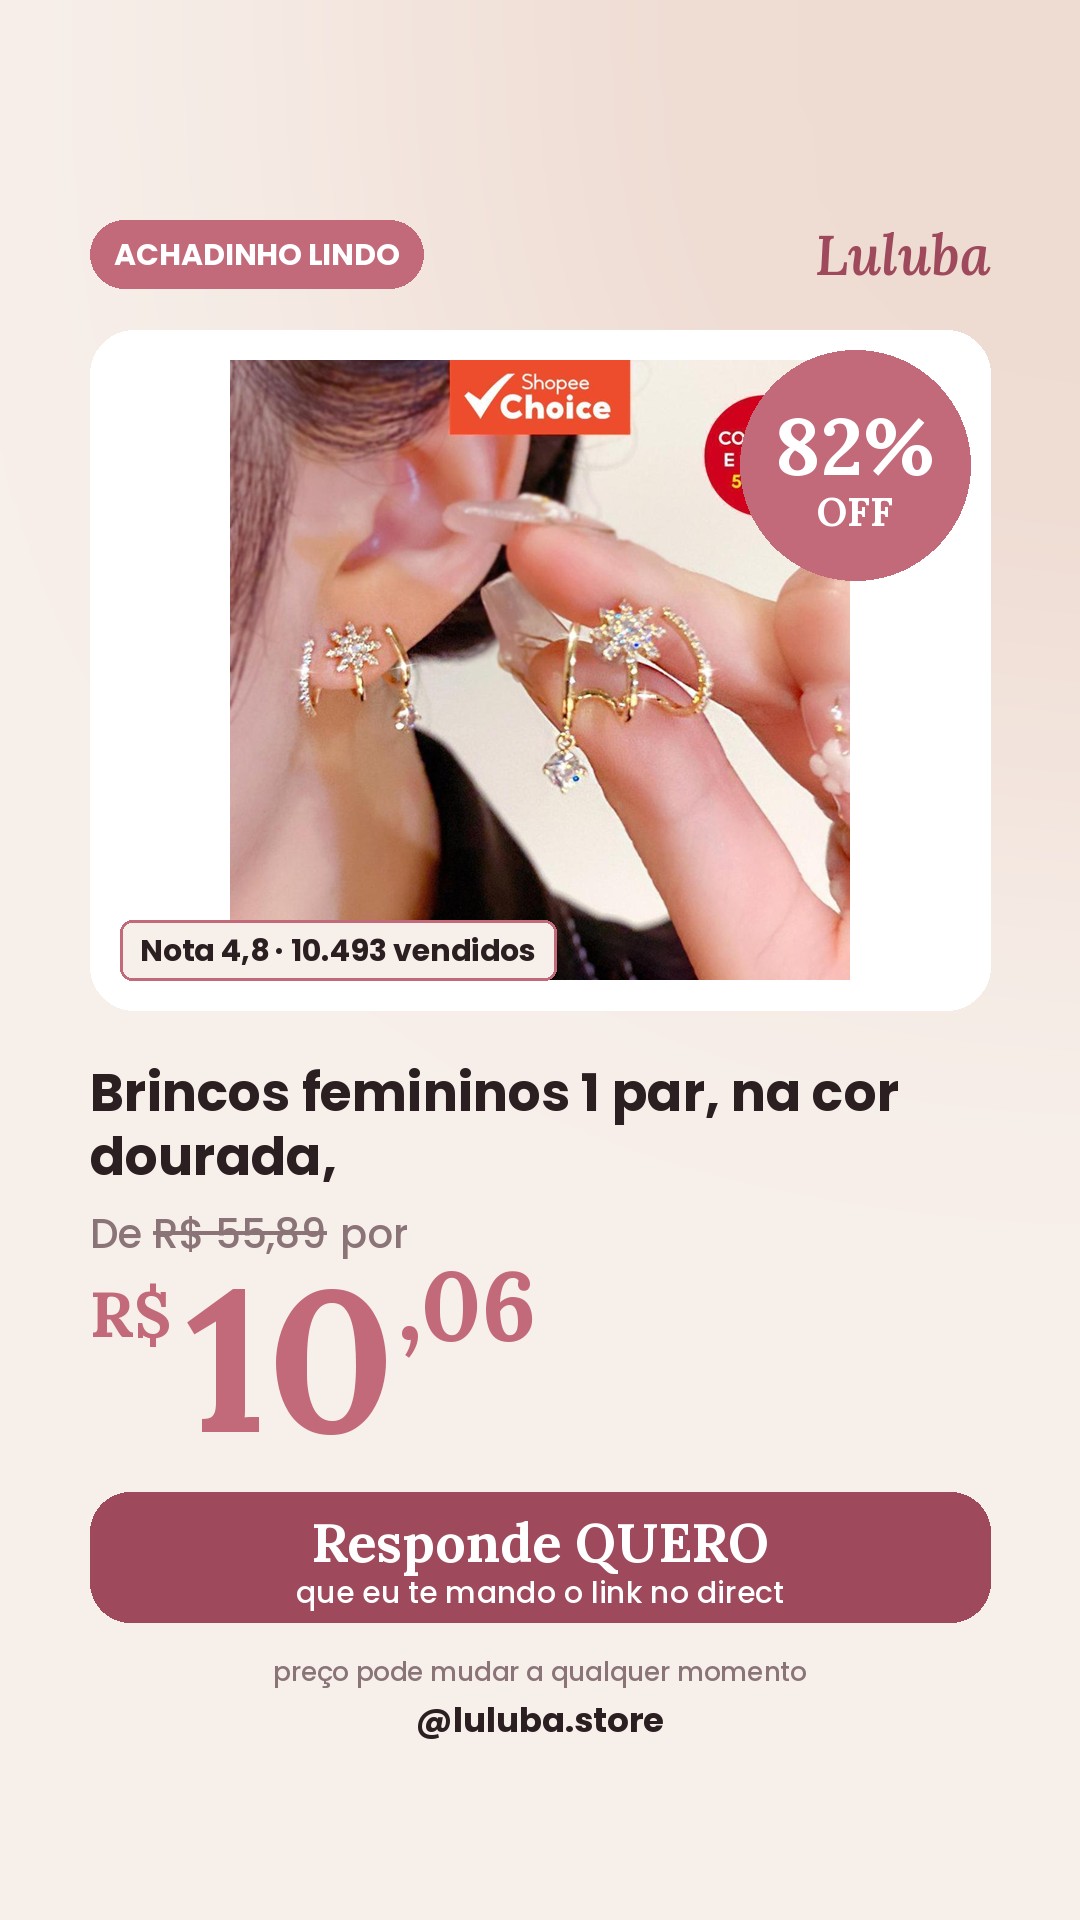 ACHADINHO LINDO
Luluba
Shopee
Choice
82%
OFF
Nota 4,8 · 10.493 vendidos
Brincos femininos 1 par, na cor
dourada,
De R$ 55,89 por
R$ 10,06
Responde QUERO
que eu te mando o link no direct
preço pode mudar a qualquer momento
@luluba.store